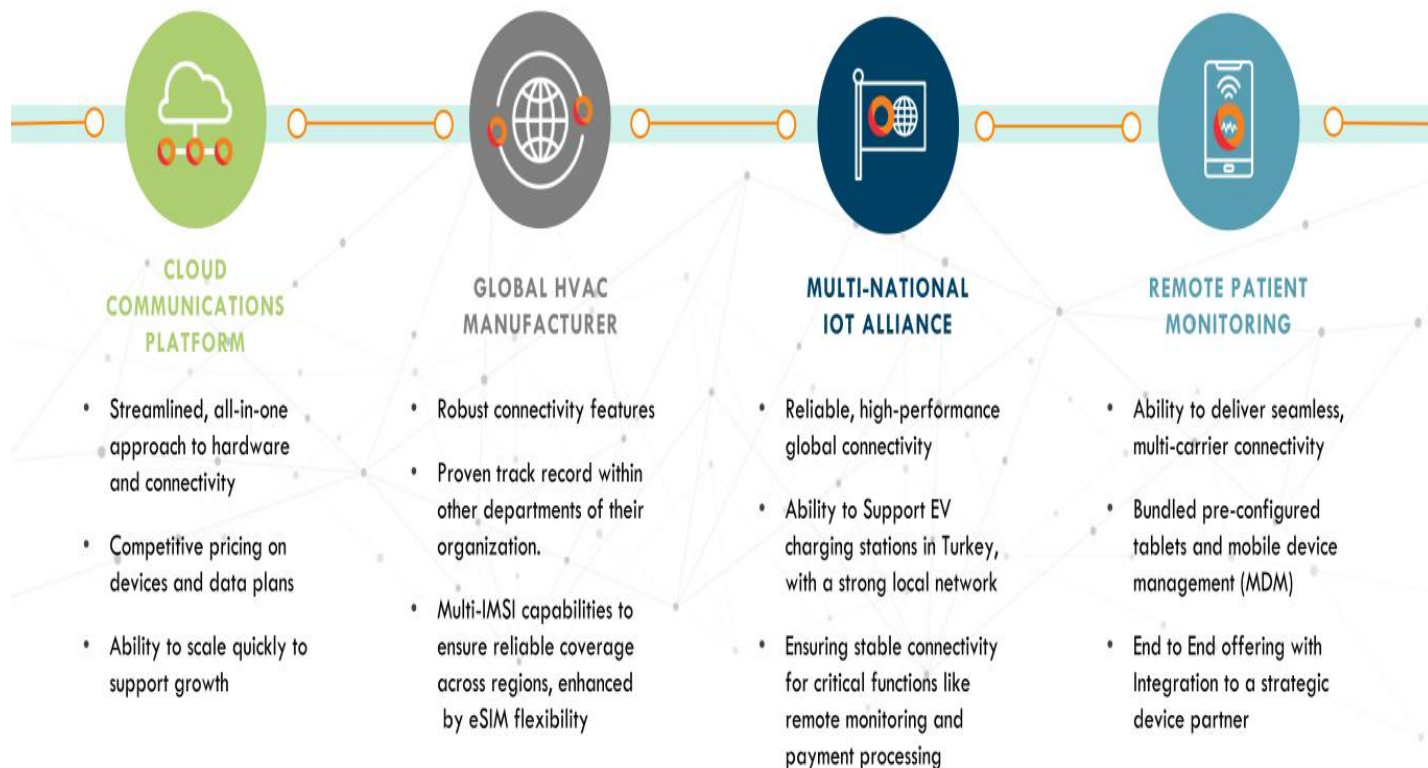 CLOUD
COMMUNICATIONS
PLATFORM
• Streamlined, all-in-one
approach to hardware
and connectivity
• Competitive pricing on
devices and data plans
• Ability to scale quickly to
support growth
GLOBAL HVAC
MANUFACTURER
• Robust connectivity features
• Proven track record within
other departments of their
organization.
• Multi-IMSI capabilities to
ensure reliable coverage
across regions, enhanced
by eSIM flexibility
MULTI-NATIONAL
IOT ALLIANCE
• Reliable, high-performance
global connectivity
• Ability to Support EV
charging stations in Turkey,
with a strong local network
• Ensuring stable connectivity
for critical functions like
remote monitoring and
payment processing
REMOTE PATIENT
MONITORING
• Ability to deliver seamless,
multi-carrier connectivity
• Bundled pre-configured
tablets and mobile device
management (MDM)
• End to End offering with
Integration to a strategic
device partner